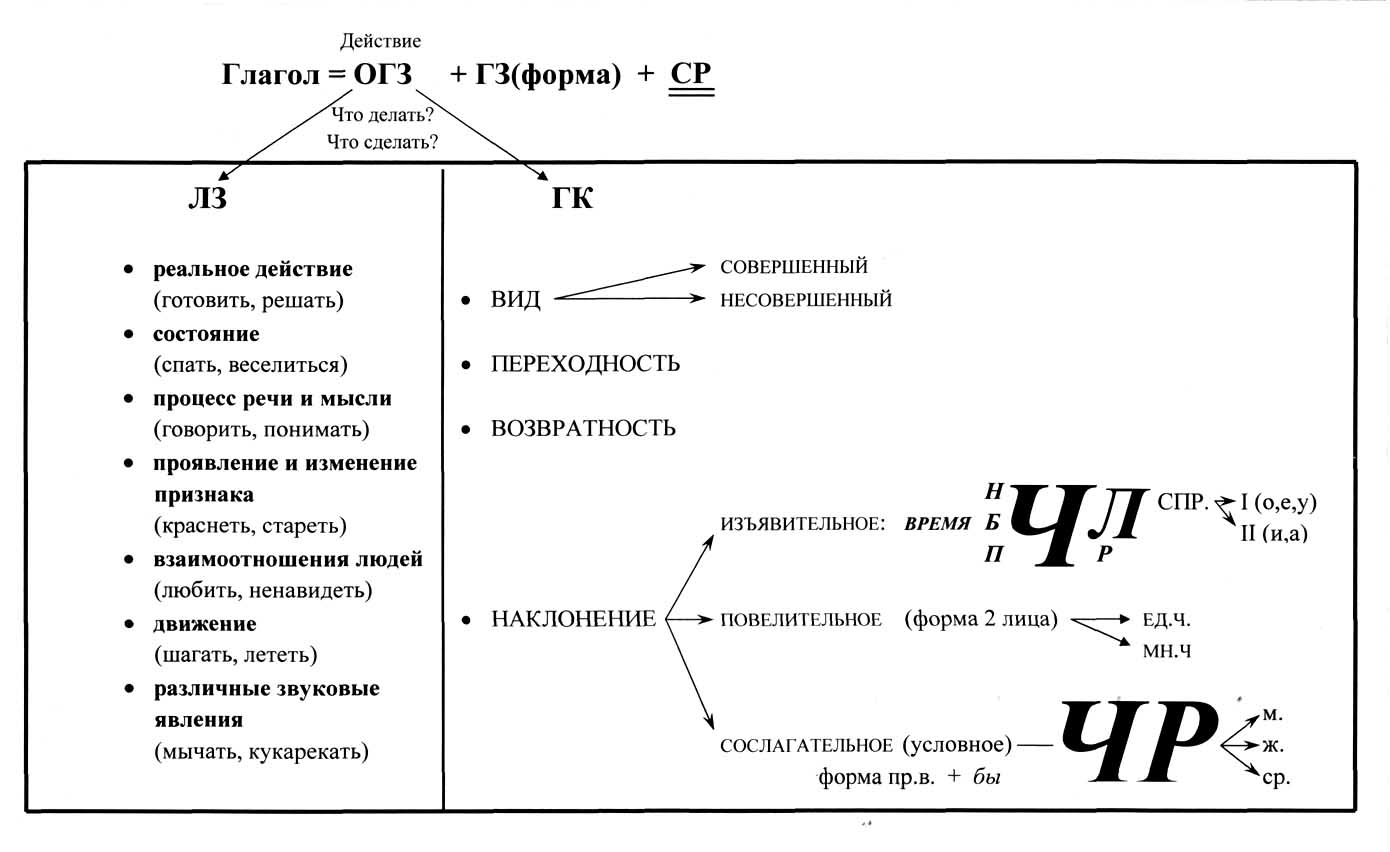 Действие
Глагол = ОГЗ + ГЗ(форма) + СР
Что делать?
Что сделать?
ЛЗ
• реальное действие
(готовить, решать)
• состояние
(спать, веселиться)
• процесс речи и мысли
(говорить, понимать)
• проявление и изменение
признака
(краснеть, стареть)
• взаимоотношения людей
(любить, ненавидеть)
• движение
(шагать, лететь)
• различные звуковые
явления
(мычать, кукарекать)
ГК
• ВИД
СОВЕРШЕННЫЙ
НЕСОВЕРШЕННЫЙ
• ПЕРЕХОДНОСТЬ
• ВОЗВРАТНОСТЬ
• НАКЛОНЕНИЕ
ИЗЪЯВИТЕЛЬНОЕ: ВРЕМЯ
Н
Б
П
ЧЛ
Р
СПР.
I (о,е,у)
II (и,а)
ПОВЕЛИТЕЛЬНОЕ (форма 2 лица)
ЕД.Ч.
МН.Ч
СОСЛАГАТЕЛЬНОЕ (условное)
форма пр.в. + бы
ЧР
м.
ж.
ср.